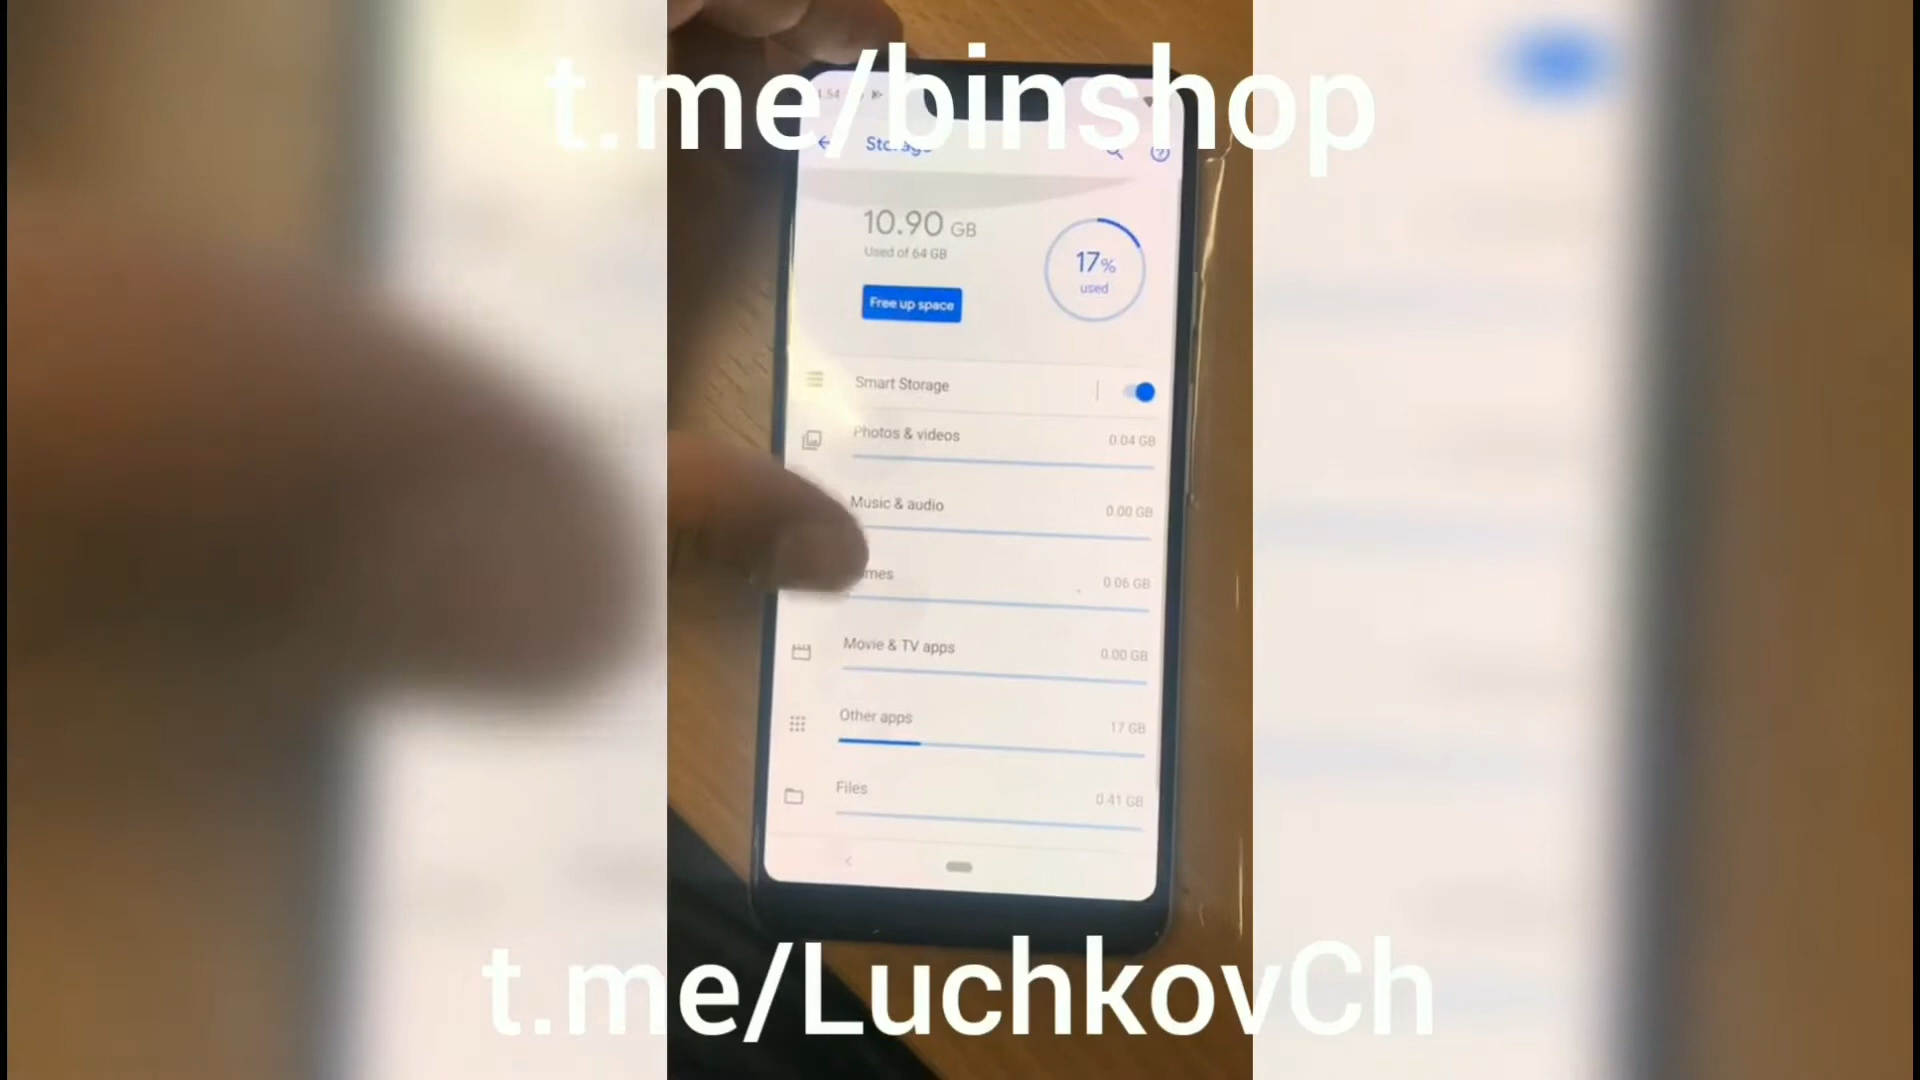 t.me/binshop
Storage
10.90 GB
Used of 64 GB
17%
used
Free up space
Smart Storage
Photos & videos
0.04 GB
Music & audio
0.00 GB
0.06 GB
Movie & TV apps
0.00 GB
Other apps
17 GB
Files
0.41 GB
t.me/LuchkovCh